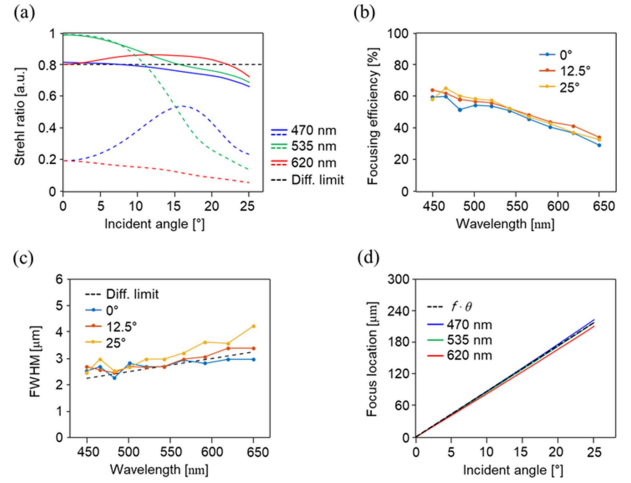 (a)
Strehl ratio [a.u.]
1
0.8
0.6
0.4
0.2
0
0 5 10 15 20 25
Incident angle [°]
470 nm
535 nm
620 nm
Diff limit
(b)
Focusing efficiency [%]
100
80
60
40
20
0
450 500 550 600 650
Wavelength [nm]
0°
12.5°
25°
(c)
FWHM [μm]
6
5
4
3
2
1
0
450 500 550 600 650
Wavelength [nm]
Diff. limit
0°
12.5°
25°
(d)
Focus location [μm]
300
240
180
120
60
0
0 5 10 15 20 25
Incident angle [°]
f · θ
470 nm
535 nm
620 nm